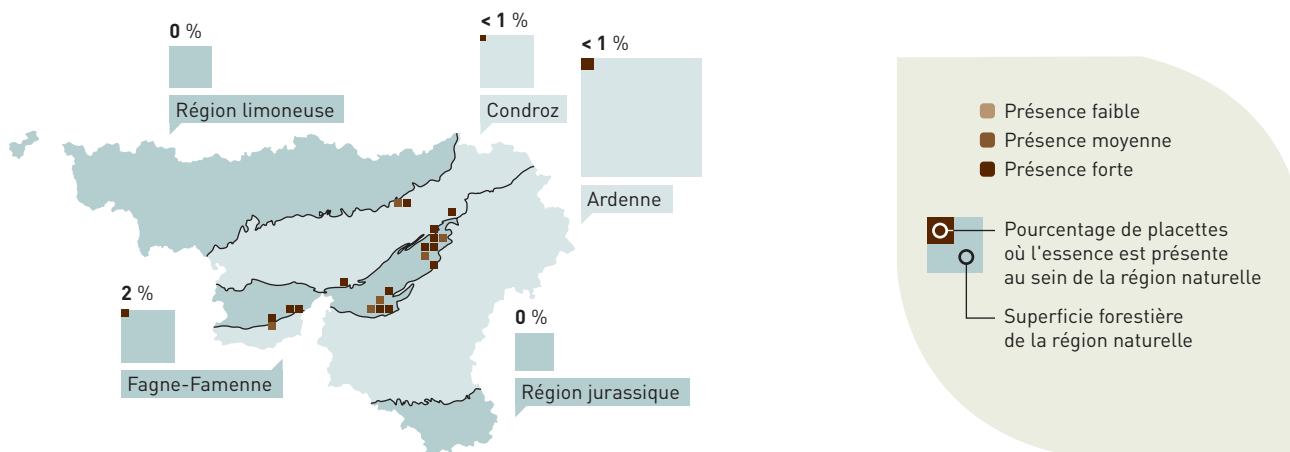 0 %
Région limoneuse
< 1 %
Condroz
< 1 %
Ardenne
2 %
Fagne-Famenne
0 %
Région jurassique
Présence faible
Présence moyenne
Présence forte
Pourcentage de placettes
où l'essence est présente
au sein de la région naturelle
Superficie forestière
de la région naturelle